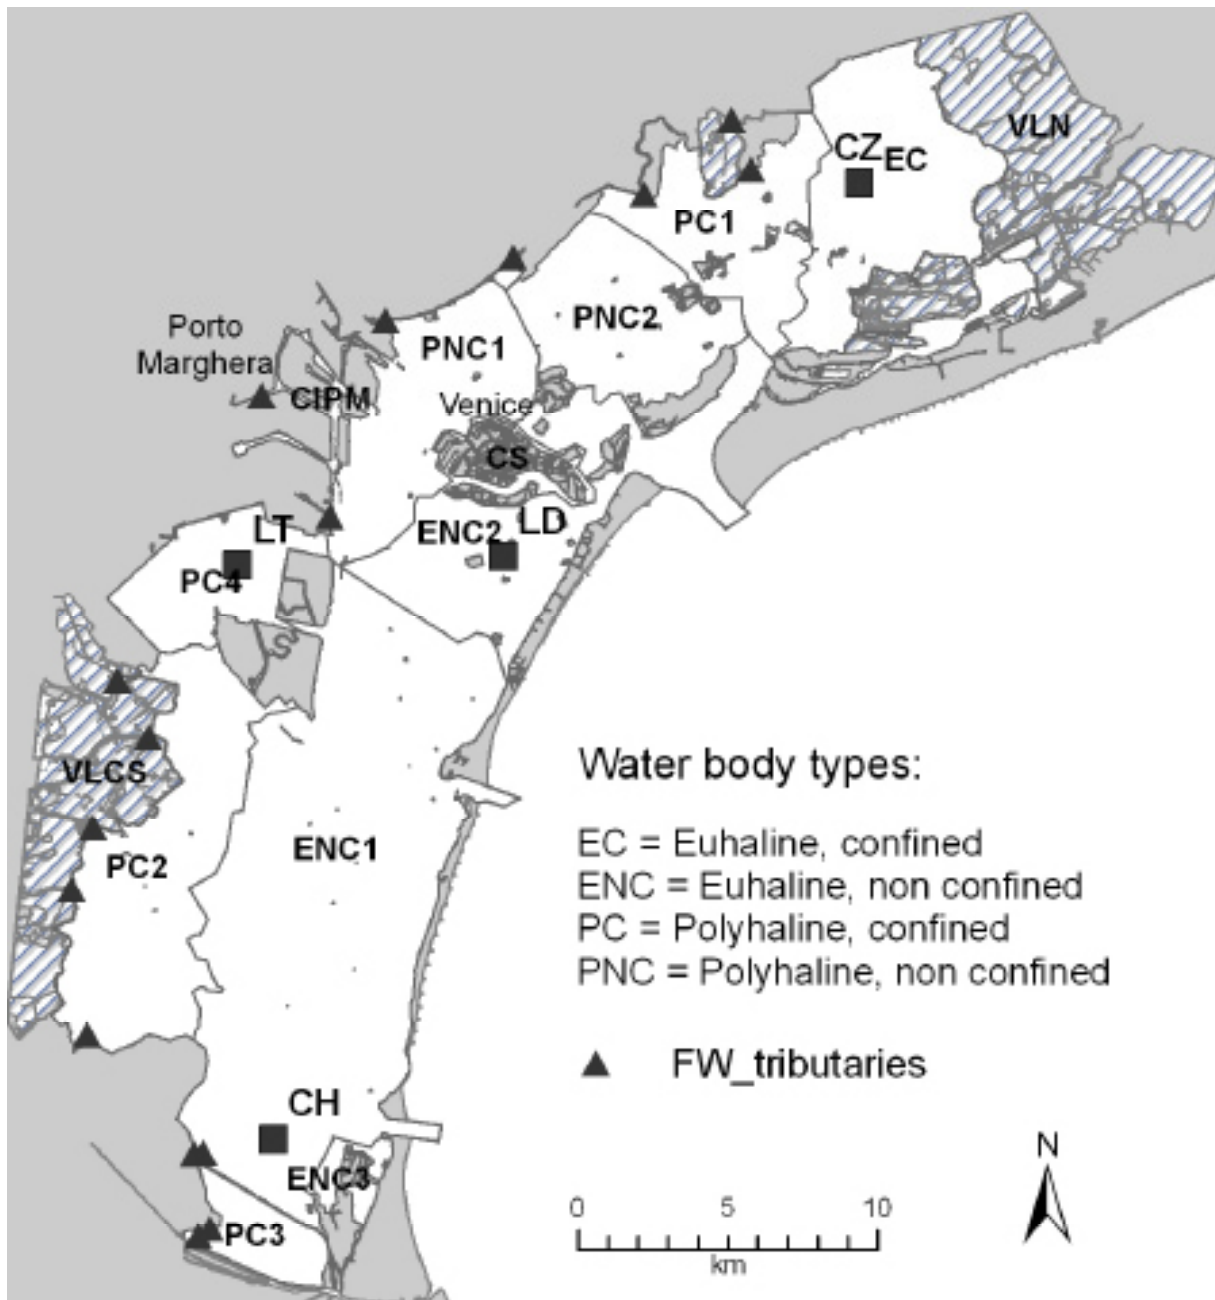 VLN
CZ
EC
PC1
PNC2
Porto
Marghera
PNC1
CIPM
Venice
CS
LT
ENC2
LD
PC4
VLCS
Water body types:
ENC1
EC = Euhaline, confined
PC2
ENC = Euhaline, non confined
PC = Polyhaline, confined
PNC = Polyhaline, non confined
FW_tributaries
CH
N
ENC3
0 5 10
PC3
km